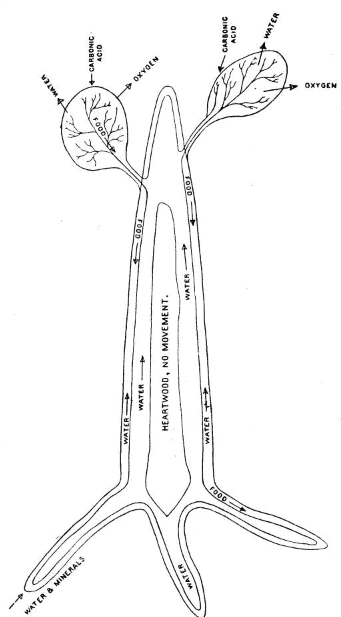 CARBONIC
ACID
WATER
OXYGEN
FOOD
CARBONIC
ACID
WATER
OXYGEN
FOOD
FOOD
WATER
WATER
HEARTWOOD, NO MOVEMENT.
WATER
WATER
FOOD
WATER
WATER & MINERALS